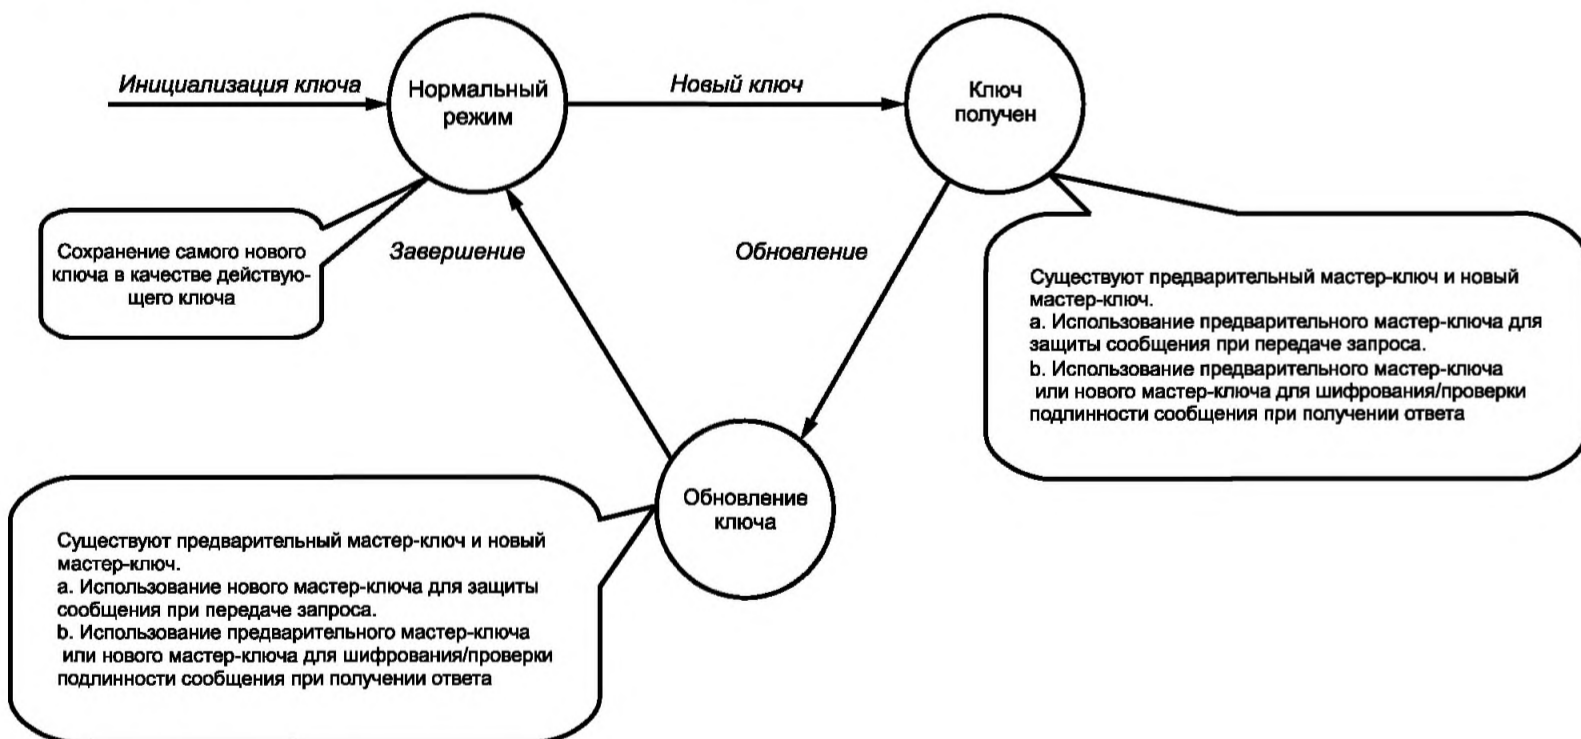 Инициализация ключа
Нормальный
режим
Новый ключ
Ключ
получен
Сохранение самого нового
ключа в качестве действую-
щего ключа
Завершение
Обновление
Существуют предварительный мастер-ключ и новый
мастер-ключ.
a. Использование предварительного мастер-ключа для
защиты сообщения при передаче запроса.
b. Использование предварительного мастер-ключа
или нового мастер-ключа для шифрования/проверки
подлинности сообщения при получении ответа
Обновление
ключа
Существуют предварительный мастер-ключ и новый
мастер-ключ.
a. Использование нового мастер-ключа для защиты
сообщения при передаче запроса.
b. Использование предварительного мастер-ключа
или нового мастер-ключа для шифрования/проверки
подлинности сообщения при получении ответа